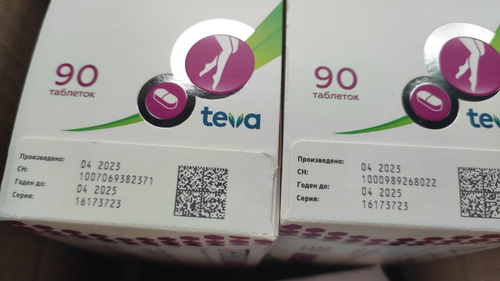 90
таблеток
teva
Произведено: 04 2023
СН: 1007069382371
Годен до: 04 2025
Серия: 16173723
90
таблеток
teva
Произведено: 04 2023
СН: 1000989268022
Годен до: 04 2025
Серия: 16173723